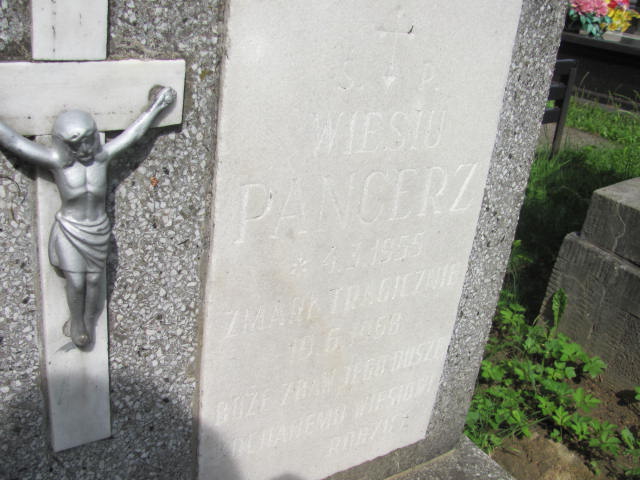 Ś. P.
WIESIU
PANCERZ
* 4.1.1955
ZMARŁ TRAGICZNIE
19.6.1968
BOŻE ZBAW JEGO DUSZĘ
KOCHANEMU WIESIOWI
RODZICE